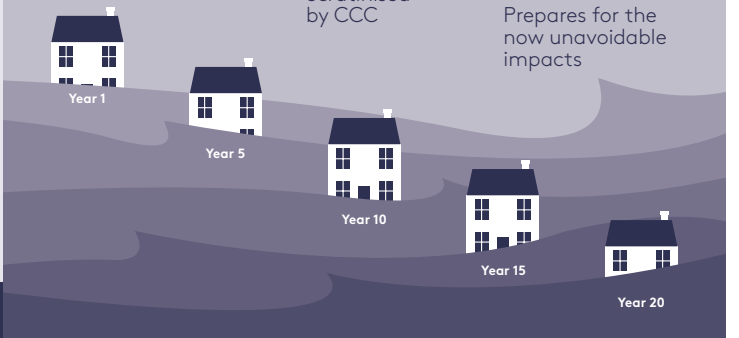 by CCC
Prepares for the
now unavoidable
impacts
Year 1
Year 5
Year 10
Year 15
Year 20